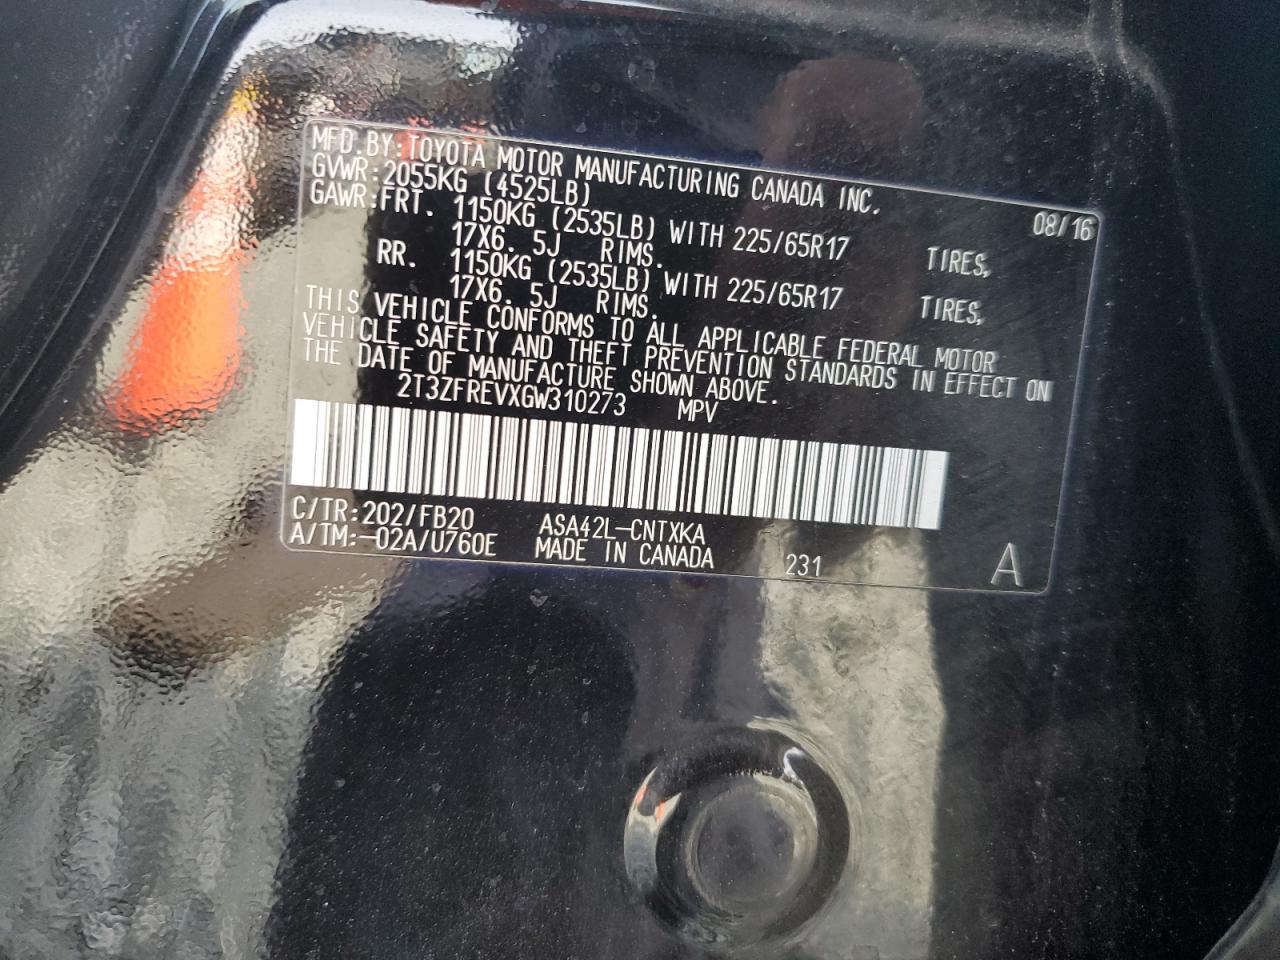 MFD.BY:TOYOTA MOTOR MANUFACTURING CANADA INC.
GVWR:2055KG (4525LB) 08/16
GAWR:FRT. 1150KG (2535LB) WITH 225/65R17 TIRES,
17X6.5J RIMS.
RR. 1150KG (2535LB) WITH 225/65R17 TIRES,
17X6.5J RIMS.
THIS VEHICLE CONFORMS TO ALL APPLICABLE FEDERAL MOTOR
VEHICLE SAFETY AND THEFT PREVENTION STANDARDS IN EFFECT ON
THE DATE OF MANUFACTURE SHOWN ABOVE.
2T3ZFREVXGW310273 MPV
C/TR:202/FB20 ASA42L-CNTXKA
A/TM:-02A/U760E MADE IN CANADA 231 A